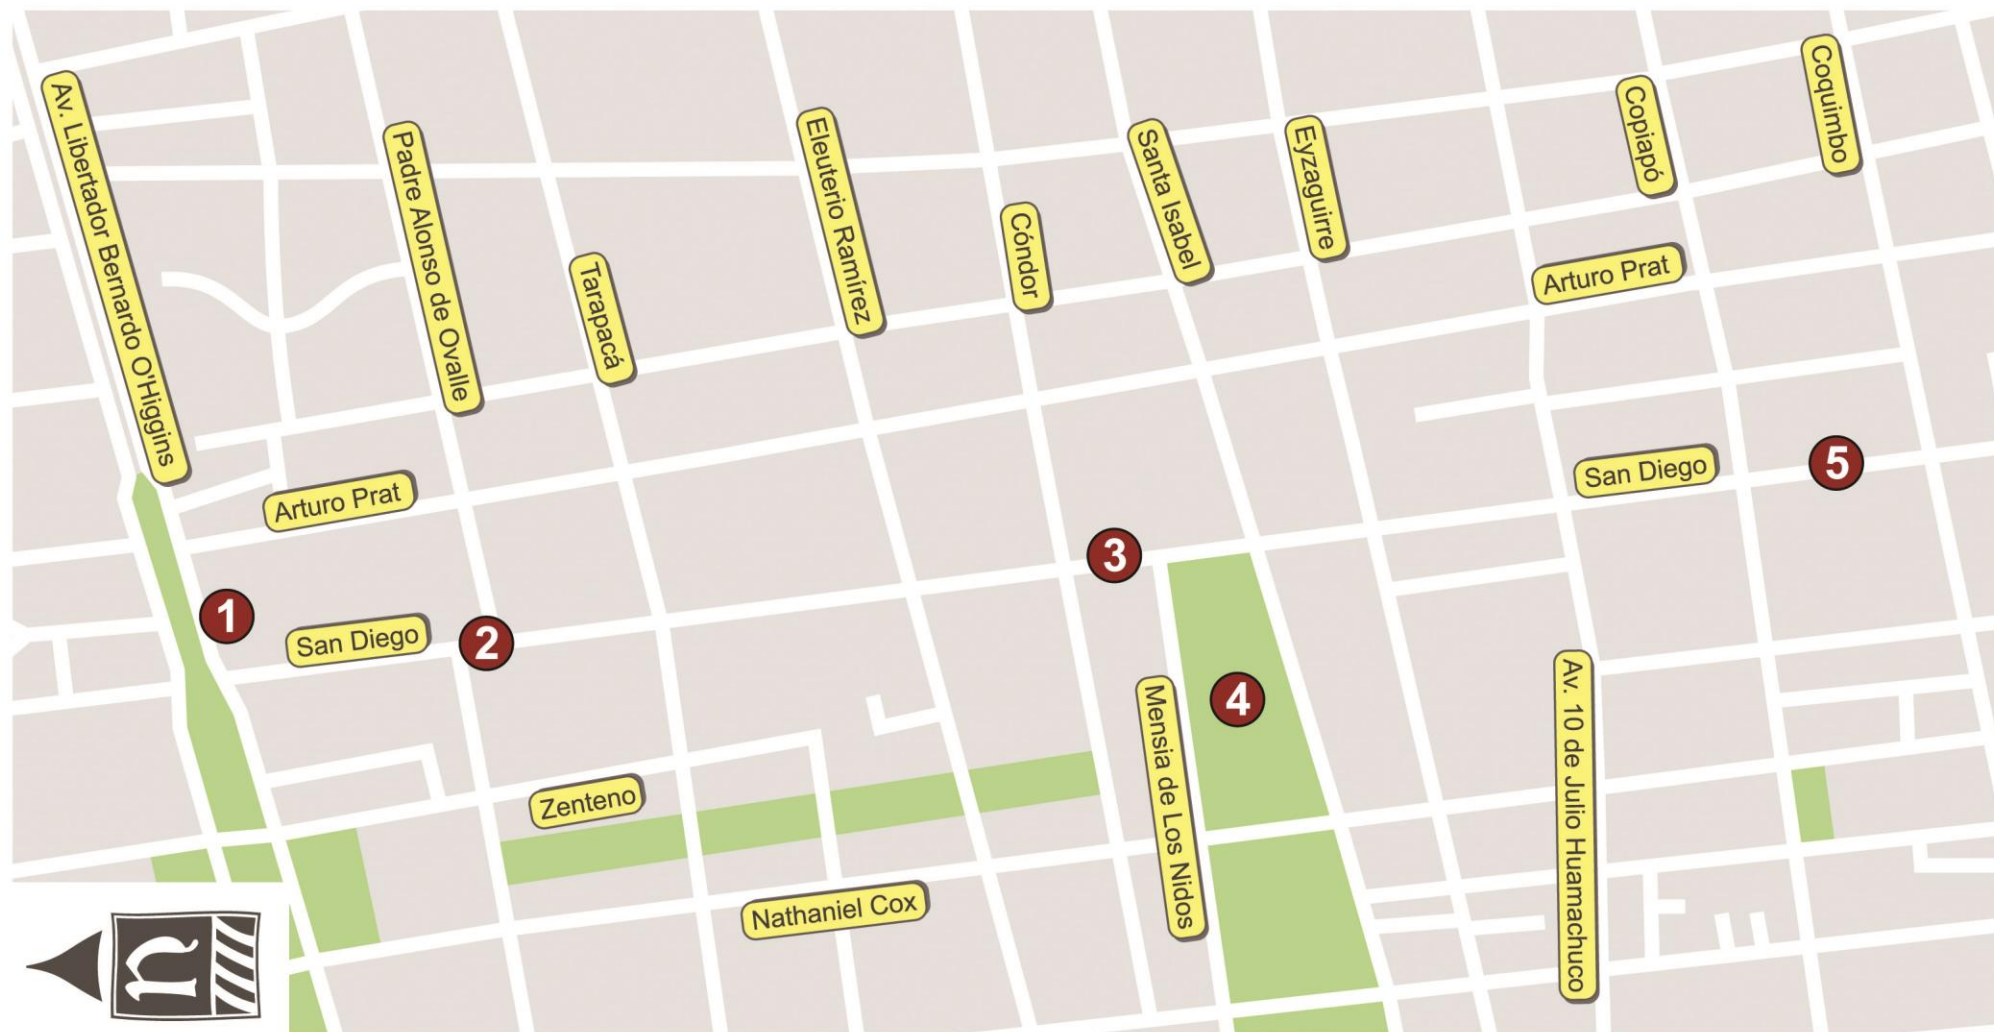 Av. Libertador Bernardo O'Higgins
Padre Alonso de Ovalle
Tarapacá
Eleuterio Ramírez
Cóndor
Santa Isabel
Eyzaguirre
Copiapó
Coquimbo
Arturo Prat
Arturo Prat
San Diego
San Diego
1
2
3
4
5
Zenteno
Nathaniel Cox
Mensia de Los Nidos
Av. 10 de Julio Huamachuco
n